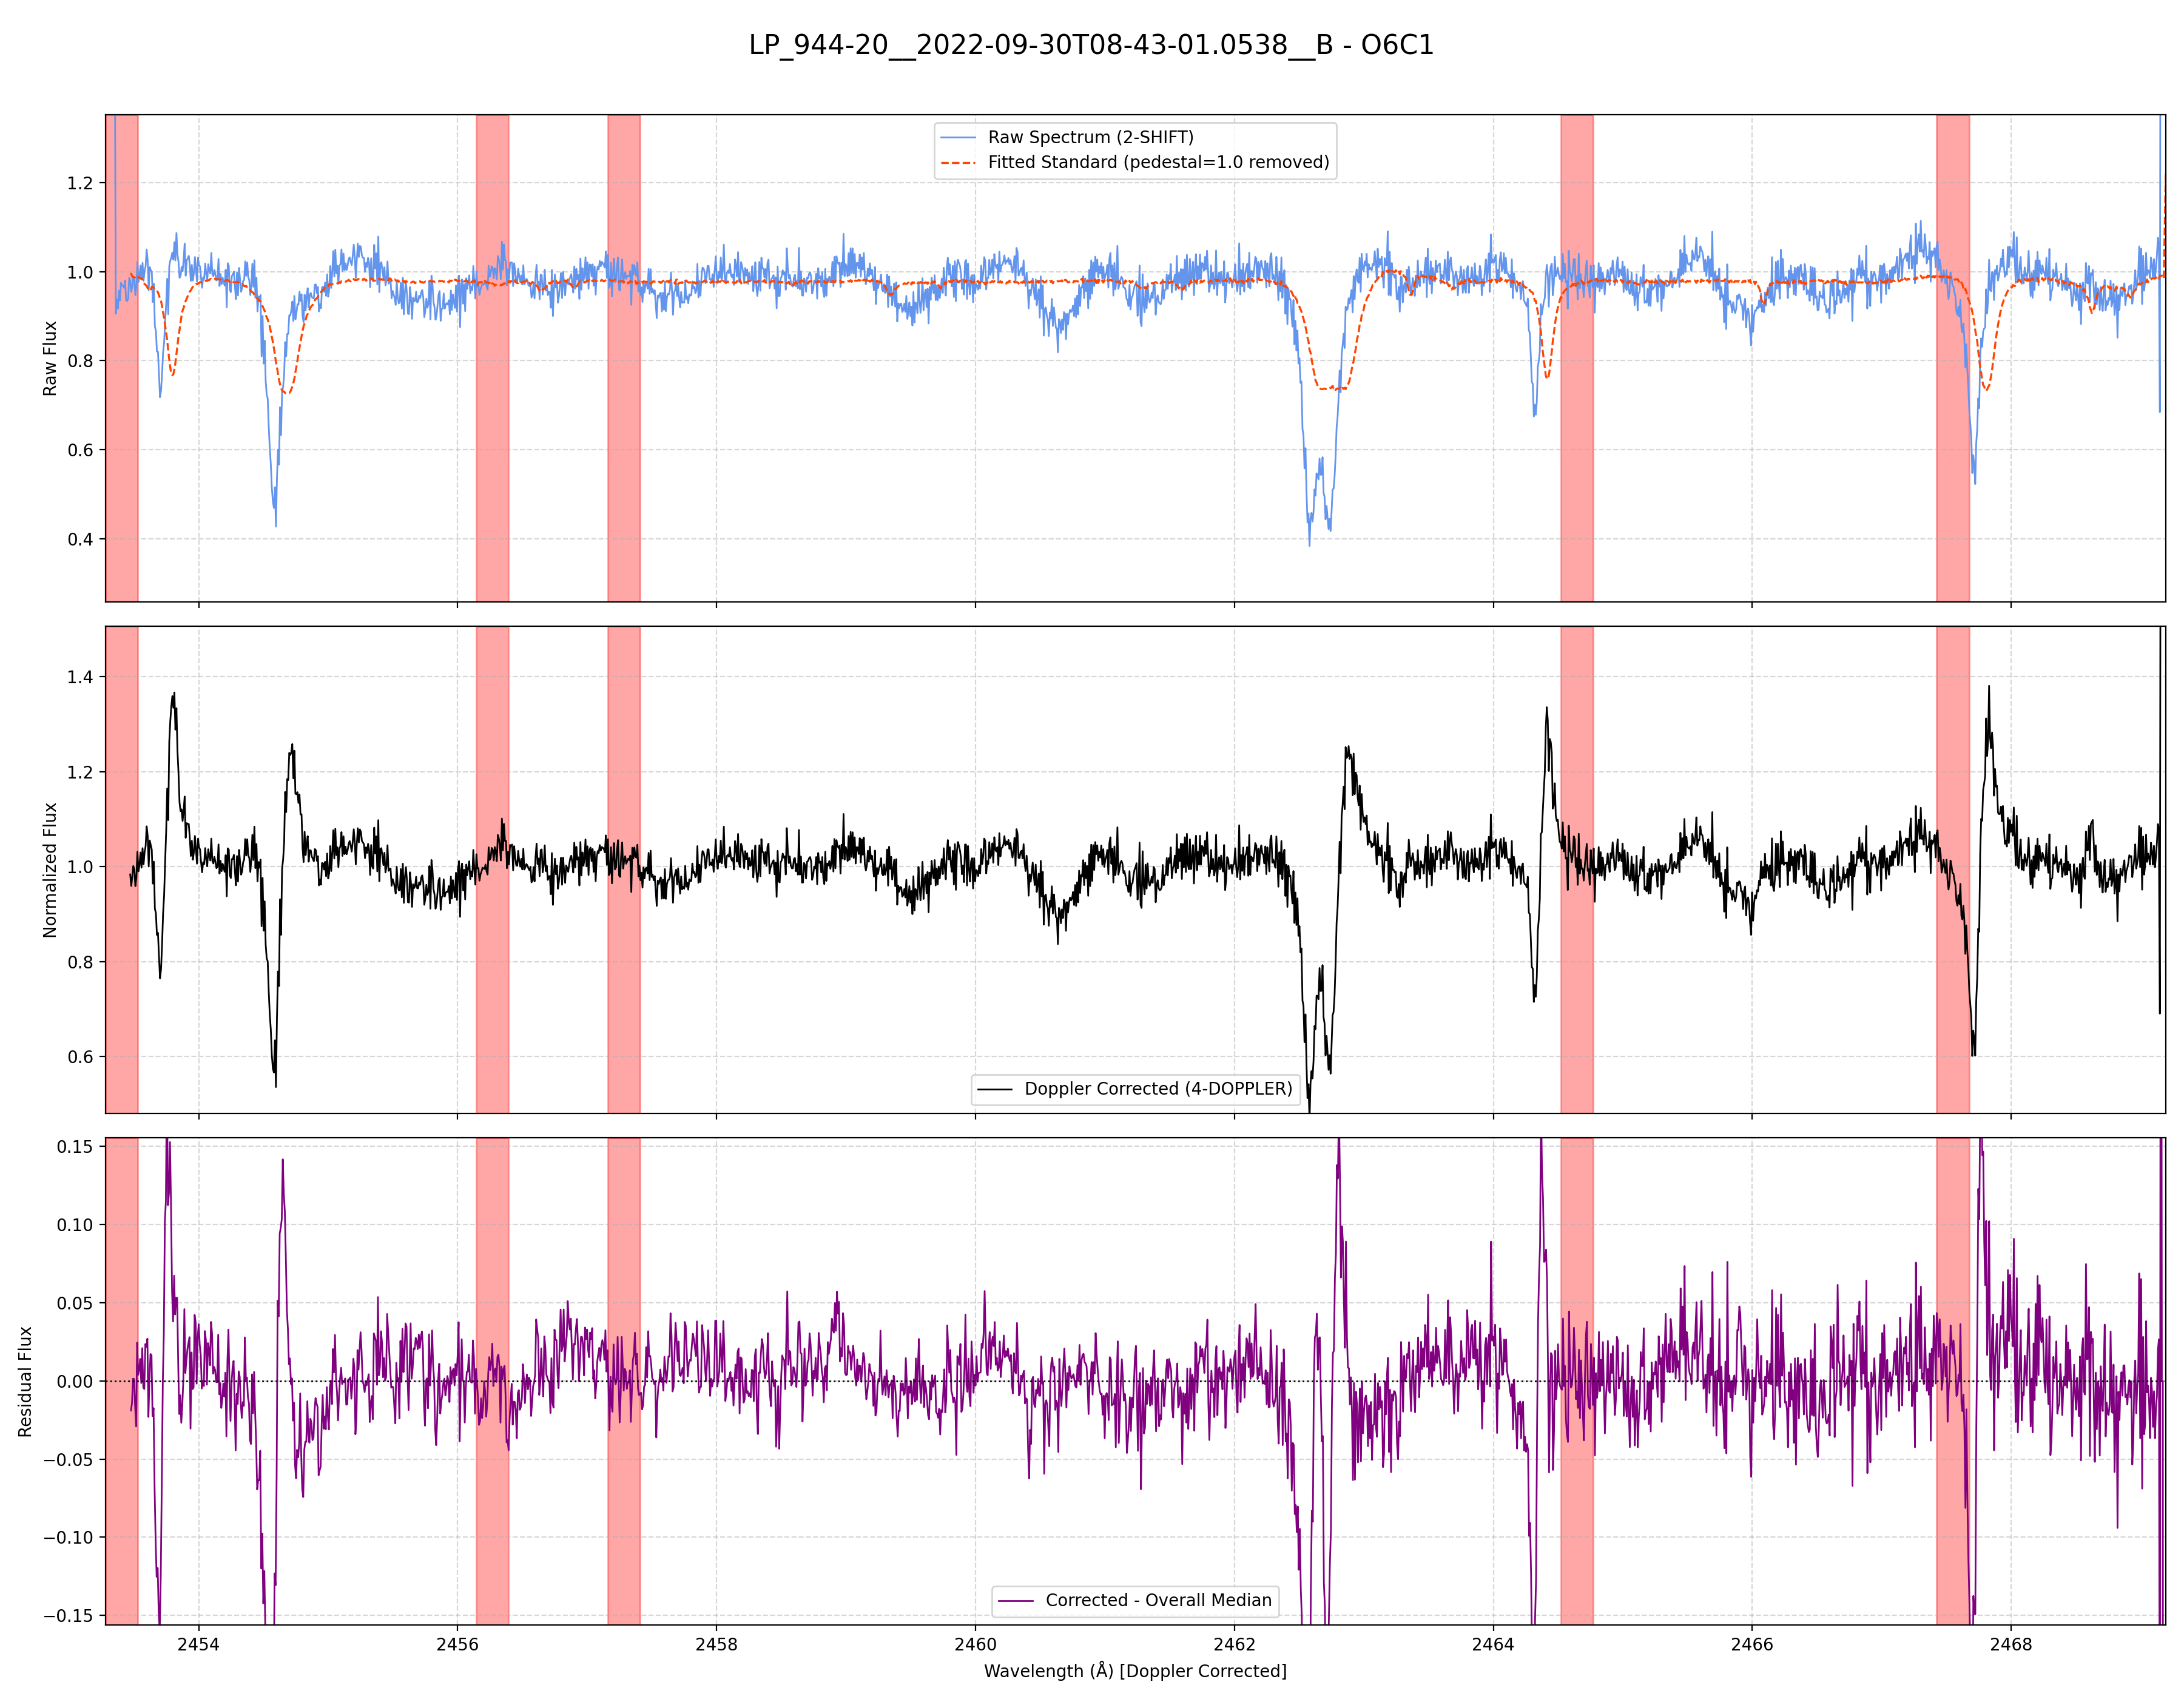 LP_944-20__2022-09-30T08-43-01.0538__B - O6C1
Raw Spectrum (2-SHIFT)
Fitted Standard (pedestal=1.0 removed)
1.2
1.0
0.8
0.6
0.4
Raw Flux
1.4
1.2
1.0
0.8
0.6
Normalized Flux
Doppler Corrected (4-DOPPLER)
0.15
0.10
0.05
0.00
−0.05
−0.10
−0.15
Residual Flux
Corrected - Overall Median
2454 2456 2458 2460 2462 2464 2466 2468
Wavelength (Å) [Doppler Corrected]